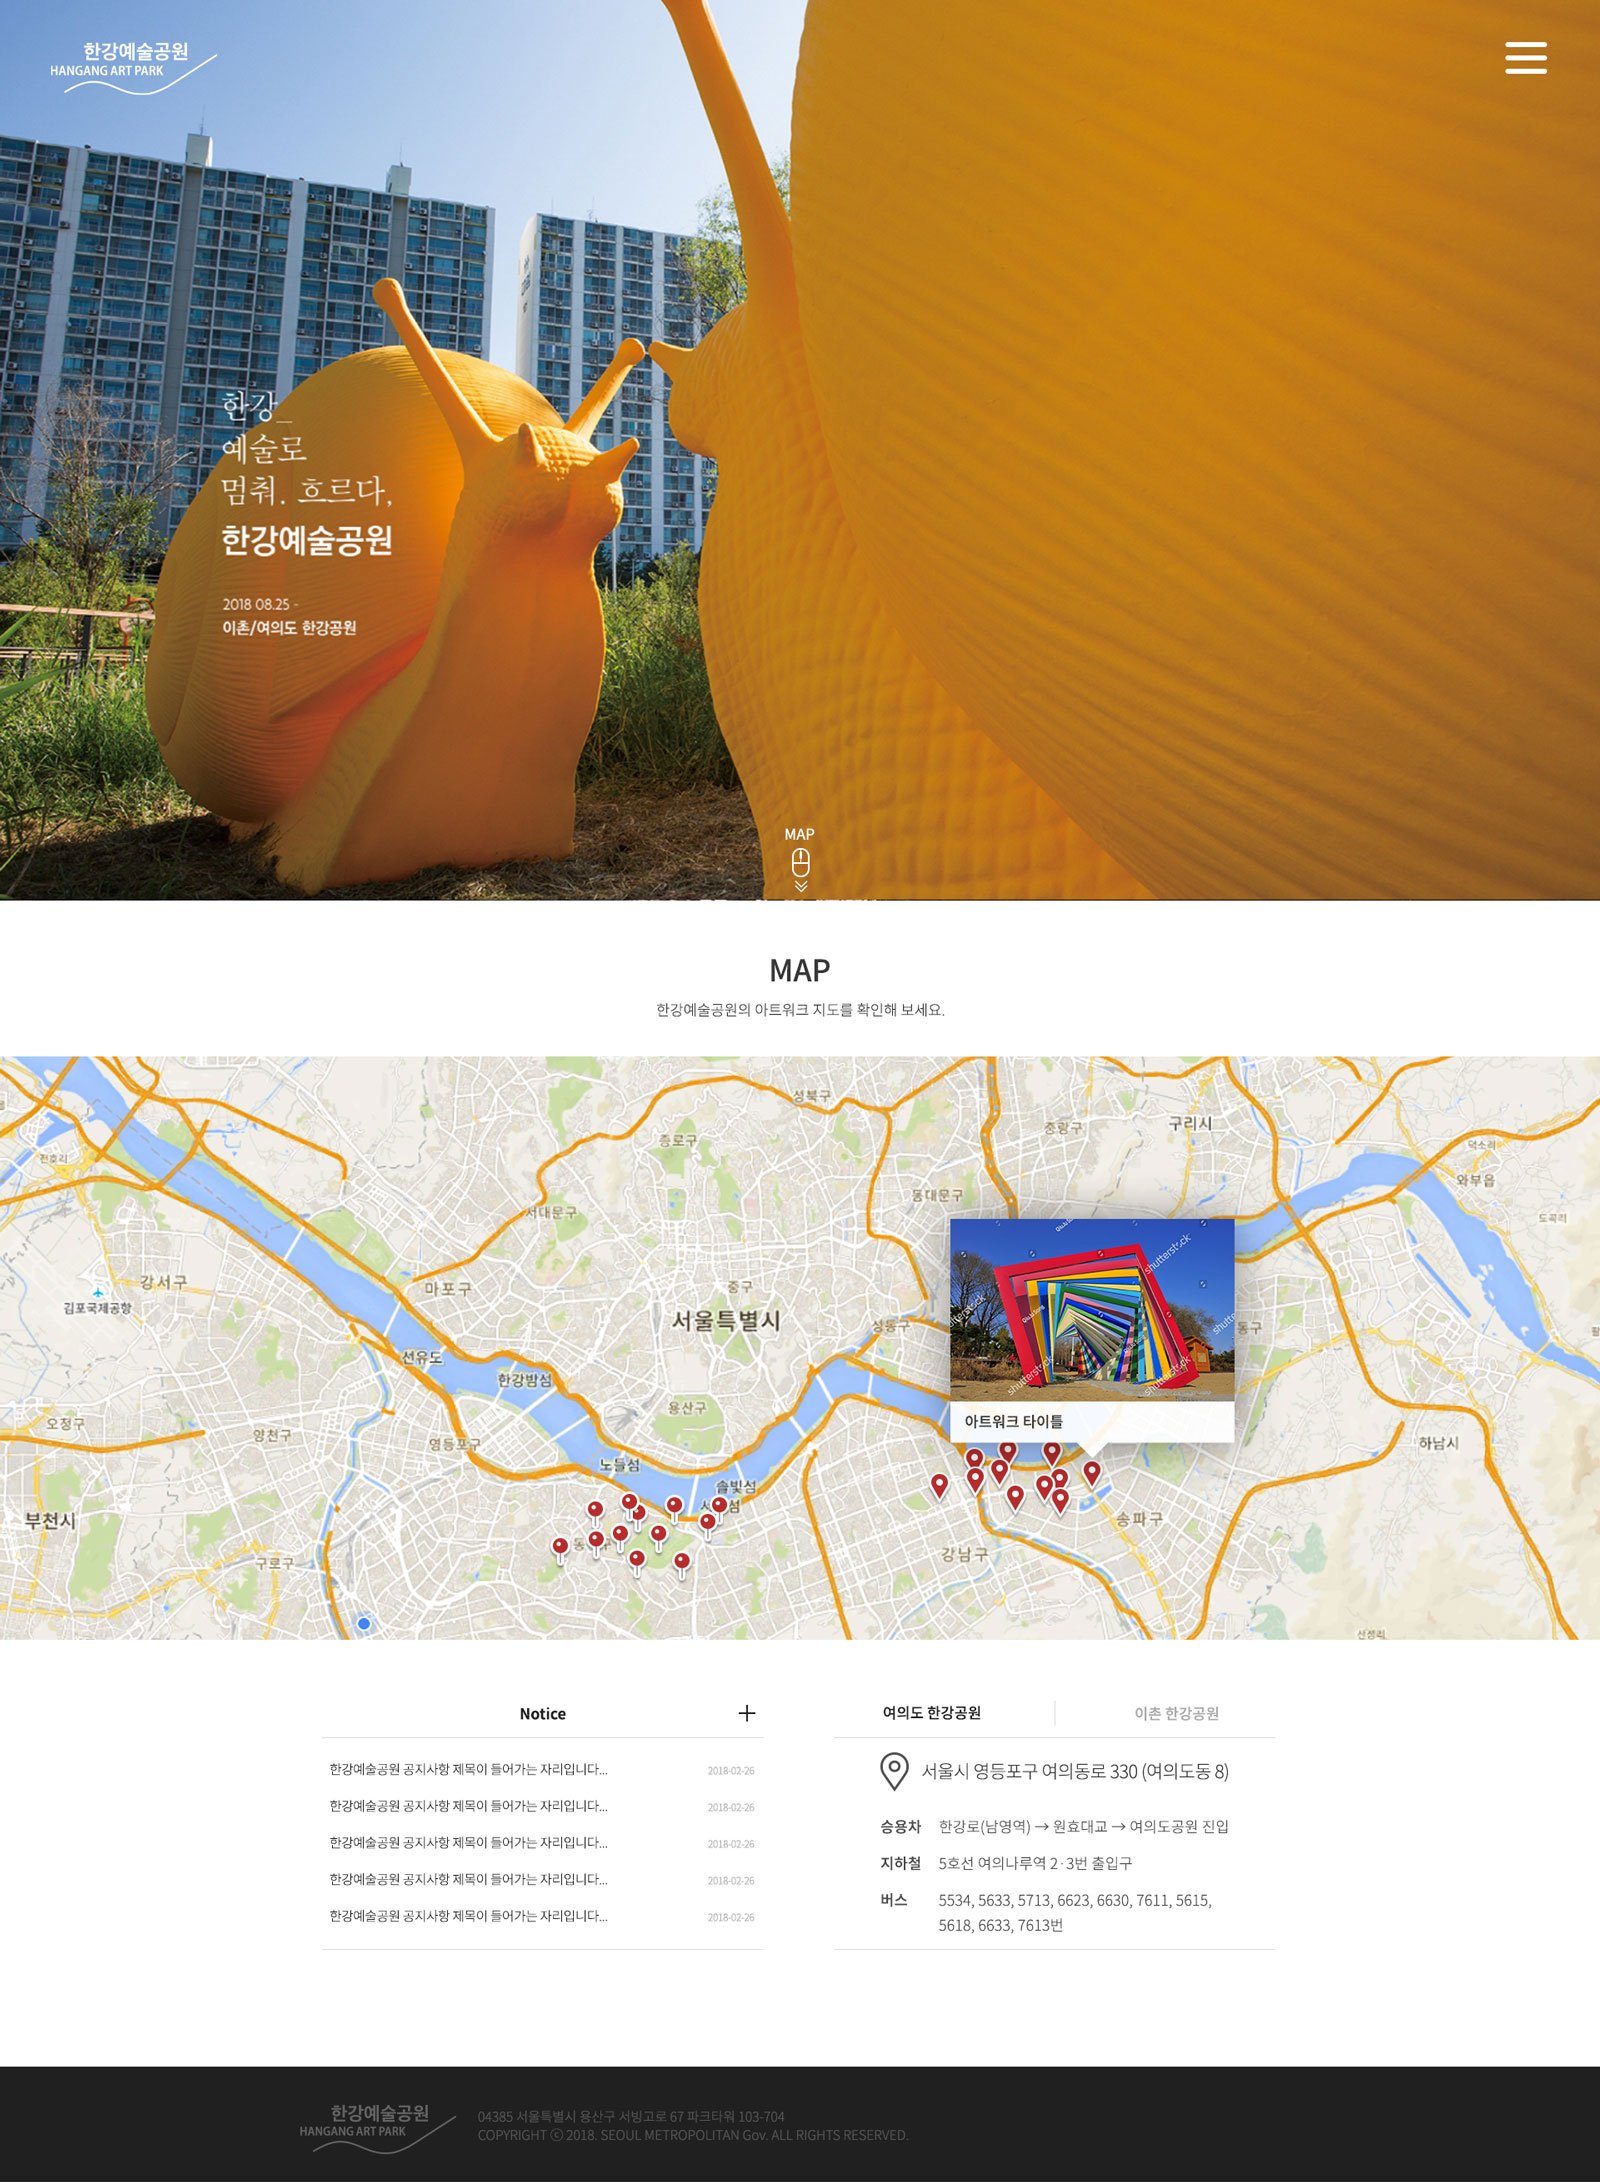 한강예술공원
HANGANG ART PARK
한강_
예술로
멈춰. 흐르다,
한강예술공원
2018 08.25 -
이촌/여의도 한강공원
MAP
MAP
한강예술공원의 아트워크 지도를 확인해 보세요.
성북구
종로구
중랑구
구리시
덕소리
전호리
와부읍
동대문구
서대문구
도곡리
강서구
김포국제공항
마포구
중구
서울특별시
성동구
동구
shutterstock
shutterstock
shutterstock
선유도
한강밤섬
용산구
아트워크 타이틀
오정구
양천구
영등포구
하남시
노들섬
솔빛섬
부천시
송파구
구로구
강남구
산성리
Notice
한강예술공원 공지사항 제목이 들어가는 자리입니다... 2018-02-26
한강예술공원 공지사항 제목이 들어가는 자리입니다... 2018-02-26
한강예술공원 공지사항 제목이 들어가는 자리입니다... 2018-02-26
한강예술공원 공지사항 제목이 들어가는 자리입니다... 2018-02-26
한강예술공원 공지사항 제목이 들어가는 자리입니다... 2018-02-26
여의도 한강공원 이촌 한강공원
서울시 영등포구 여의동로 330 (여의도동 8)
승용차 한강로(남영역) → 원효대교 → 여의도공원 진입
지하철 5호선 여의나루역 2 · 3번 출입구
버스 5534, 5633, 5713, 6623, 6630, 7611, 5615,
5618, 6633, 7613번
한강예술공원
HANGANG ART PARK
04385 서울특별시 용산구 서빙고로 67 파크타워 103-704
COPYRIGHT ⓒ 2018. SEOUL METROPOLITAN Gov. ALL RIGHTS RESERVED.